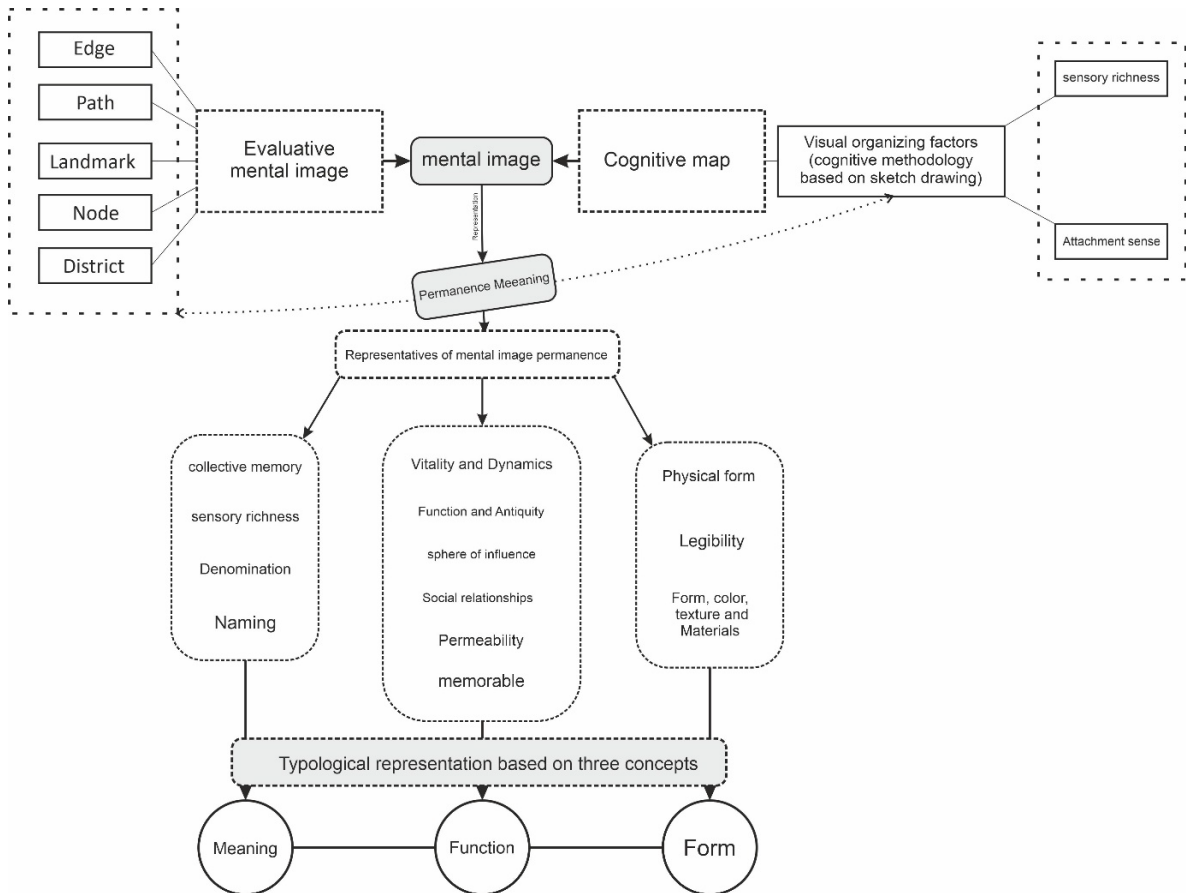 Edge
Path
Landmark
Node
District
Evaluative
mental image
mental image
Cognitive map
Visual organizing factors
(cognitive methodology
based on sketch drawing)
sensory richness
Attachment sense
Representation
Permanence Meeaning
Representatives of mental image permanence
collective memory
sensory richness
Denomination
Naming
Vitality and Dynamics
Function and Antiquity
sphere of influence
Social relationships
Permeability
memorable
Physical form
Legibility
Form, color,
texture and
Materials
Typological representation based on three concepts
Meaning
Function
Form